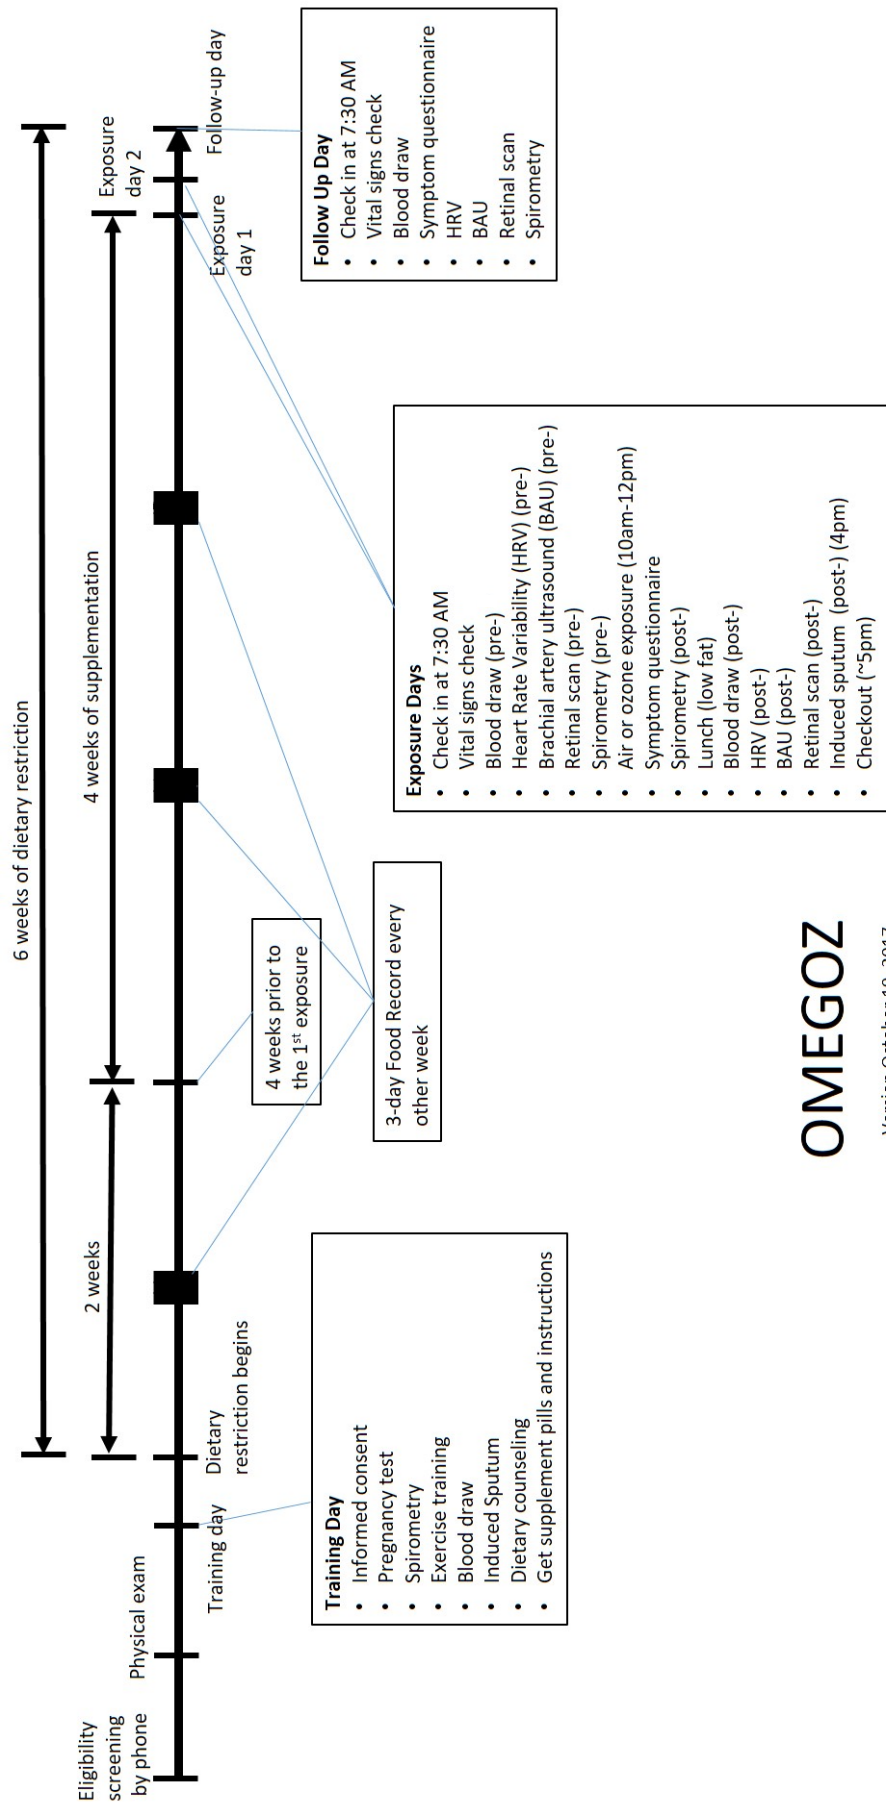 6 weeks of dietary restriction
2 weeks
4 weeks of supplementation
Eligibility
screening
by phone
Physical exam
Training day
Dietary
restriction begins
Exposure
day 1
Exposure
day 2
Follow-up day
4 weeks prior to
the 1st exposure
3-day Food Record every
other week
Training Day
• Informed consent
• Pregnancy test
• Spirometry
• Exercise training
• Blood draw
• Induced Sputum
• Dietary counseling
• Get supplement pills and instructions
Exposure Days
• Check in at 7:30 AM
• Vital signs check
• Blood draw (pre-)
• Heart Rate Variability (HRV) (pre-)
• Brachial artery ultrasound (BAU) (pre-)
• Retinal scan (pre-)
• Spirometry (pre-)
• Air or ozone exposure (10am-12pm)
• Symptom questionnaire
• Spirometry (post-)
• Lunch (low fat)
• Blood draw (post-)
• HRV (post-)
• BAU (post-)
• Retinal scan (post-)
• Induced sputum (post-) (4pm)
• Checkout (~5pm)
Follow Up Day
• Check in at 7:30 AM
• Vital signs check
• Blood draw
• Symptom questionnaire
• HRV
• BAU
• Retinal scan
• Spirometry
OMEGOZ